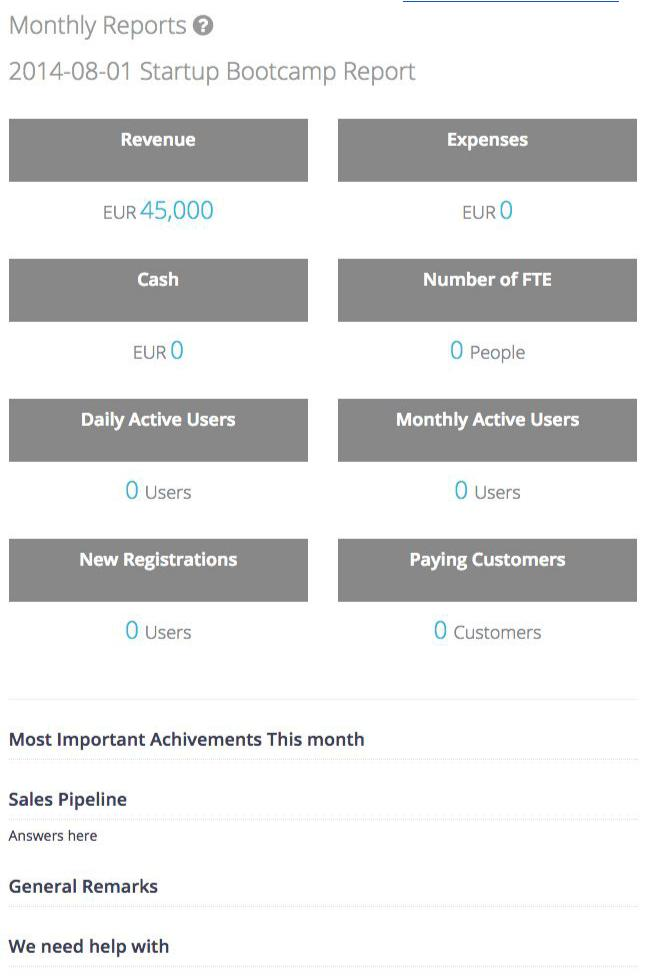 Monthly Reports ?
2014-08-01 Startup Bootcamp Report
Revenue
Expenses
EUR 45,000
EUR 0
Cash
Number of FTE
EUR 0
0 People
Daily Active Users
Monthly Active Users
0 Users
0 Users
New Registrations
Paying Customers
0 Users
0 Customers
Most Important Achivements This month
Sales Pipeline
Answers here
General Remarks
We need help with